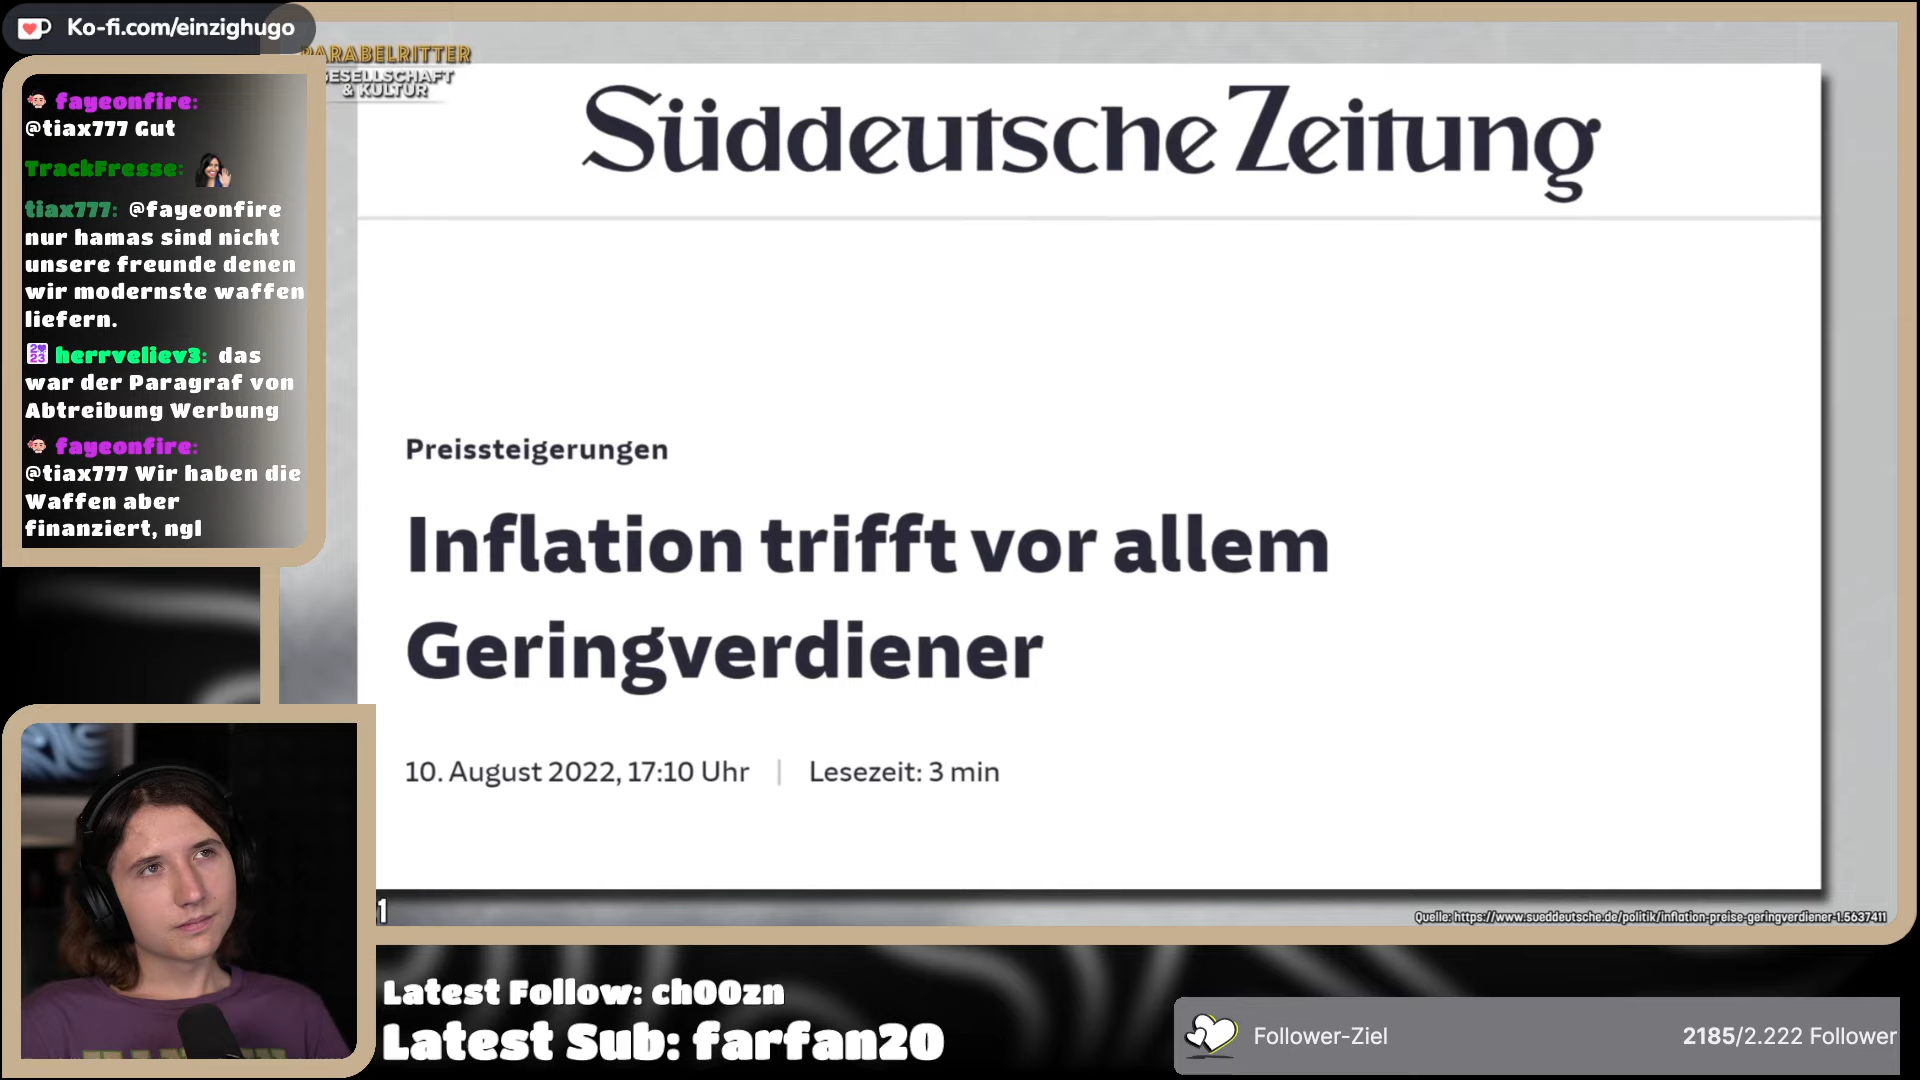 Ko-fi.com/einzighugo
PARABELRITTER
GESELLSCHAFT
& KULTUR
fayeonfire:
@tiax777 Gut
TrackFresse:
tiax777: @fayeonfire
nur hamas sind nicht
unsere freunde denen
wir modernste waffen
liefern.
herrveliev3: das
war der Paragraf von
Abtreibung Werbung
fayeonfire:
@tiax777 Wir haben die
Waffen aber
finanziert, ngl
Süddeutsche Zeitung
Preissteigerungen
Inflation trifft vor allem
Geringverdiener
10. August 2022, 17:10 Uhr | Lesezeit: 3 min
1
Quelle: https://www.sueddeutsche.de/politik/inflation-preise-geringverdiener-1.5637411
Latest Follow: ch00zn
Latest Sub: farfan20
Follower-Ziel
2185/2.222 Follower